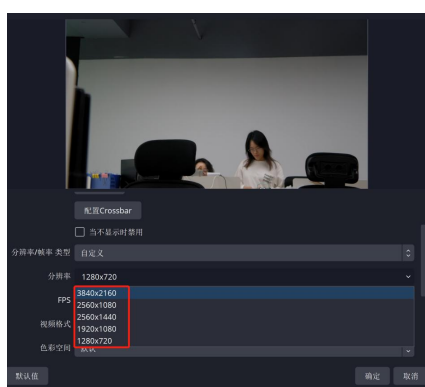 配置Crossbar
当不显示时禁用
分辨率/帧率 类型 自定义
分辨率 1280x720
3840x2160
FPS
2560x1080
2560x1440
视频格式
1920x1080
1280x720
色彩空间 默认
默认值 确定 取消